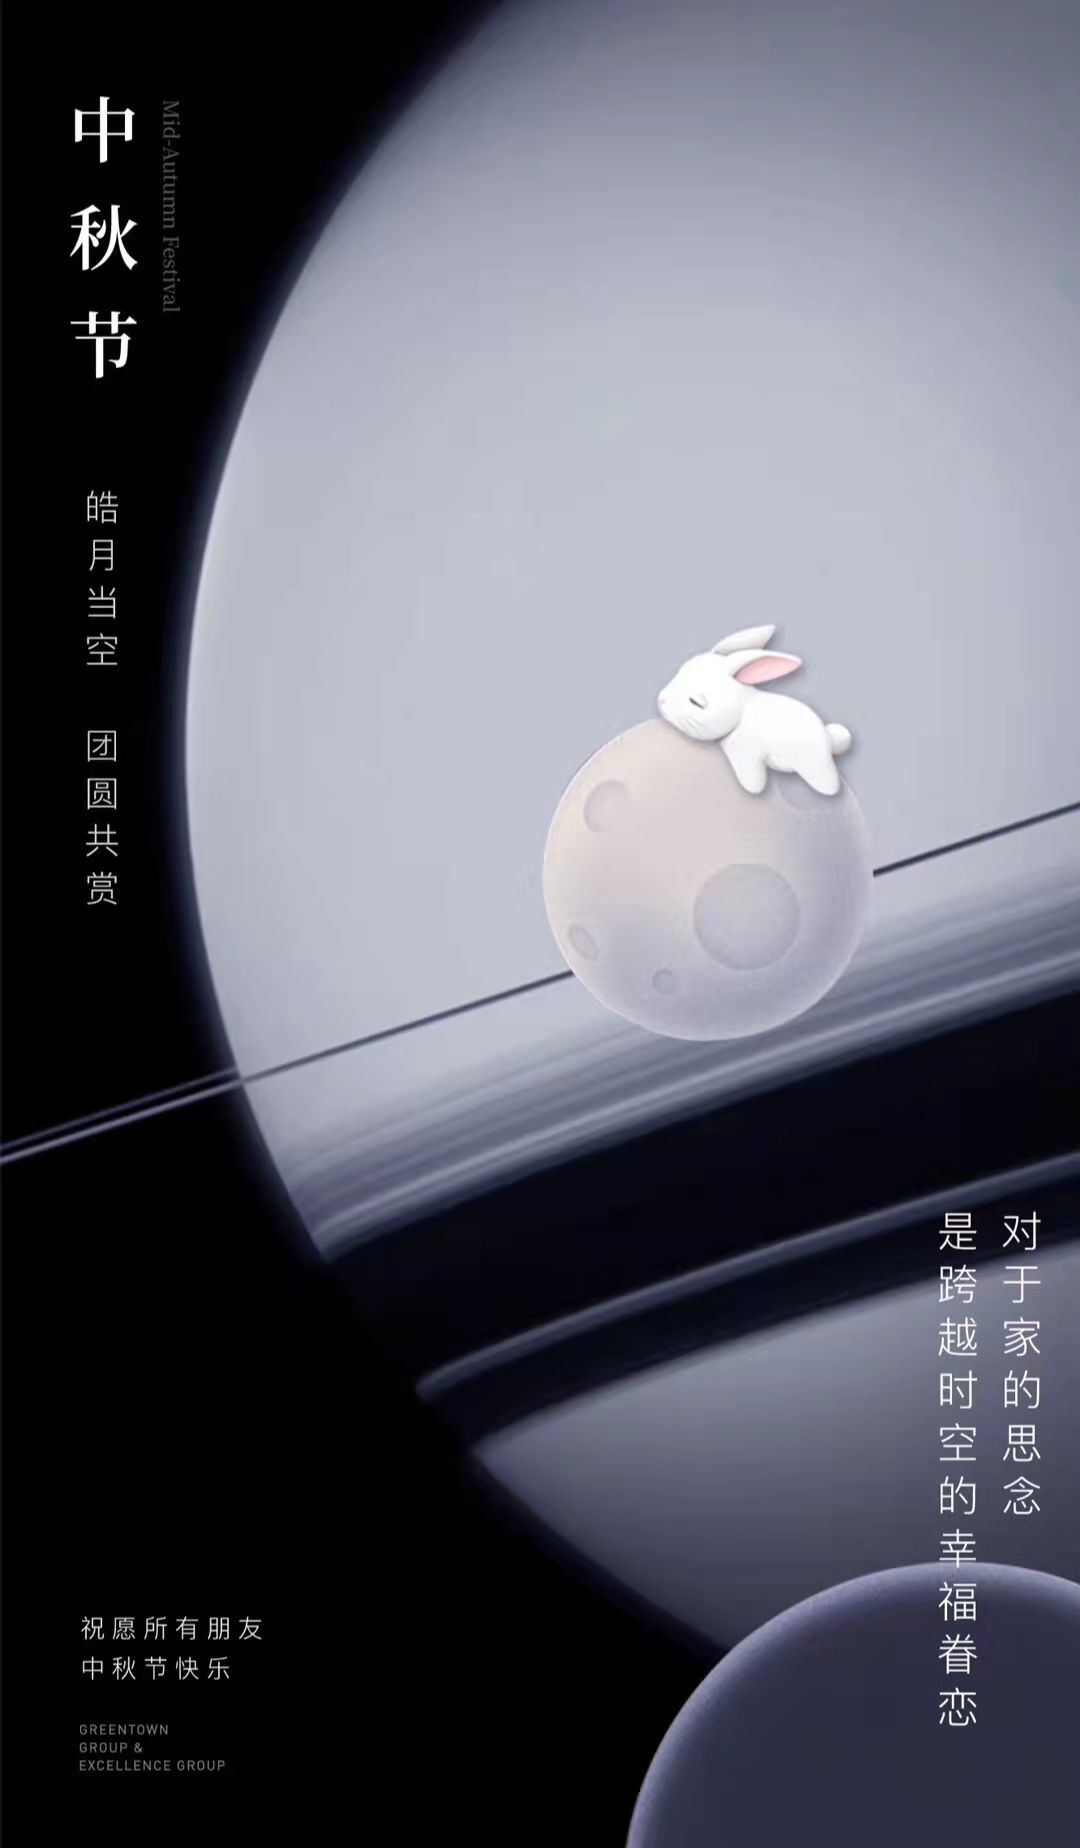 中秋节
Mid-Autumn Festival
皓月当空 团圆共赏
对于家的思念
是跨越时空的幸福眷恋
祝愿所有朋友
中秋节快乐
GREENTOWN
GROUP &
EXCELLENCE GROUP